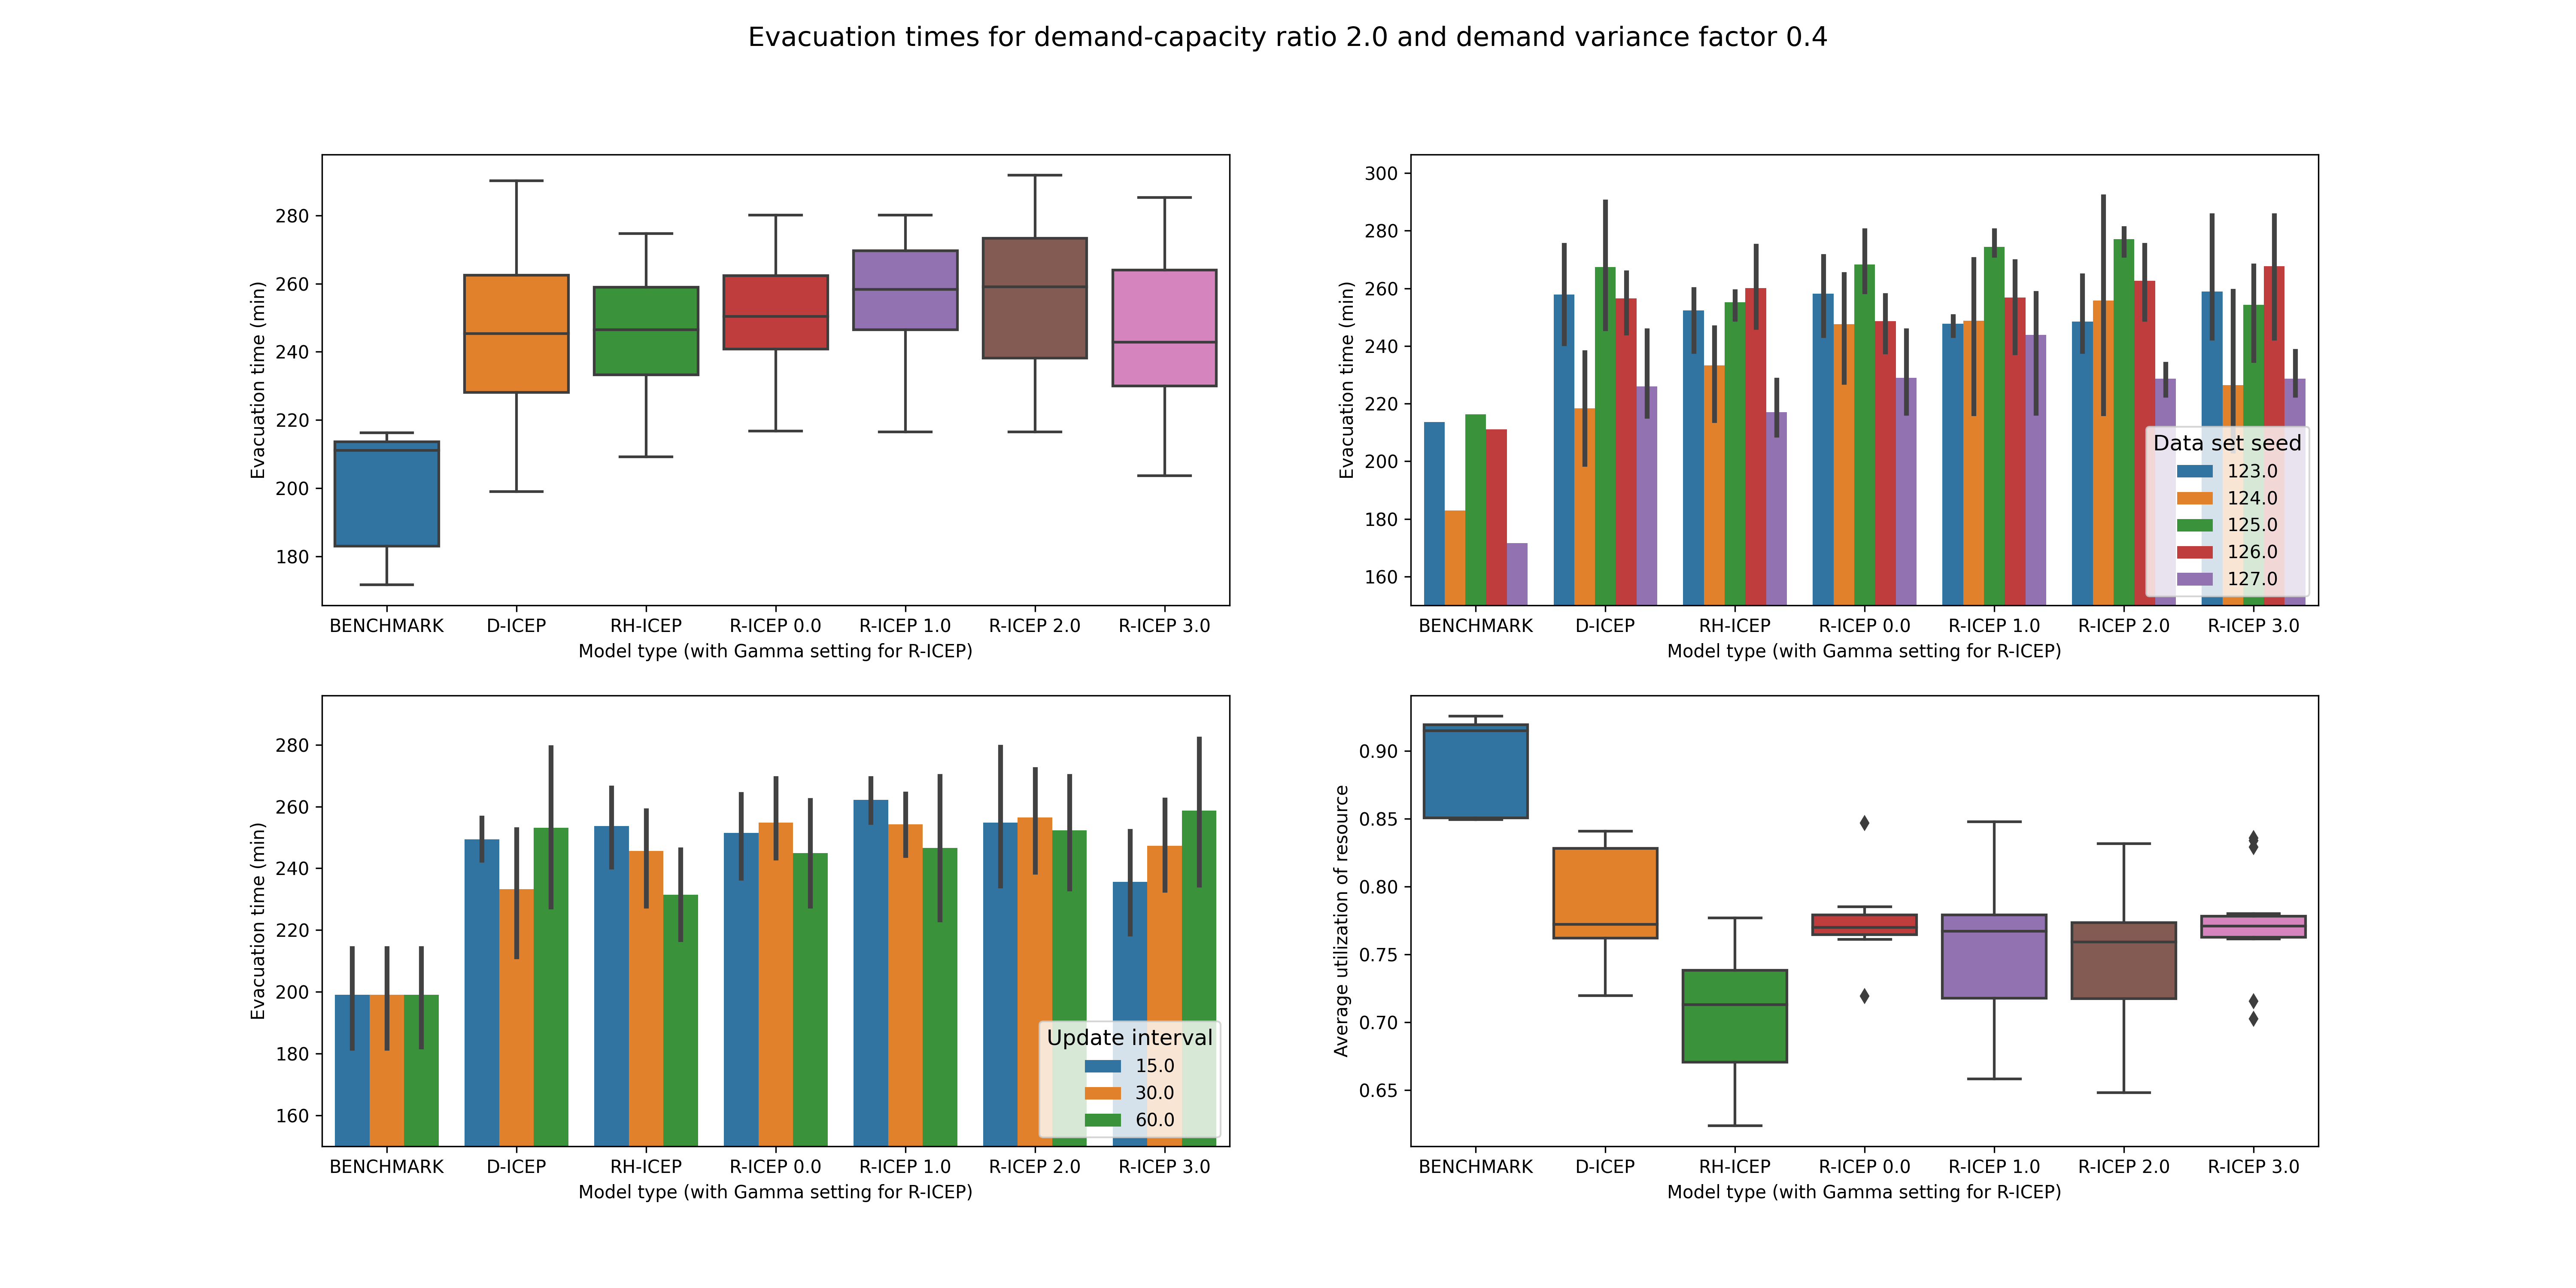 Evacuation times for demand-capacity ratio 2.0 and demand variance factor 0.4
Evacuation time (min)
280
260
240
220
200
180
BENCHMARK D-ICEP RH-ICEP R-ICEP 0.0 R-ICEP 1.0 R-ICEP 2.0 R-ICEP 3.0
Model type (with Gamma setting for R-ICEP)
Evacuation time (min)
300
280
260
240
220
200
180
160
Data set seed
123.0
124.0
125.0
126.0
127.0
BENCHMARK D-ICEP RH-ICEP R-ICEP 0.0 R-ICEP 1.0 R-ICEP 2.0 R-ICEP 3.0
Model type (with Gamma setting for R-ICEP)
Evacuation time (min)
280
260
240
220
200
180
160
Update interval
15.0
30.0
60.0
BENCHMARK D-ICEP RH-ICEP R-ICEP 0.0 R-ICEP 1.0 R-ICEP 2.0 R-ICEP 3.0
Model type (with Gamma setting for R-ICEP)
Average utilization of resource
0.90
0.85
0.80
0.75
0.70
0.65
BENCHMARK D-ICEP RH-ICEP R-ICEP 0.0 R-ICEP 1.0 R-ICEP 2.0 R-ICEP 3.0
Model type (with Gamma setting for R-ICEP)